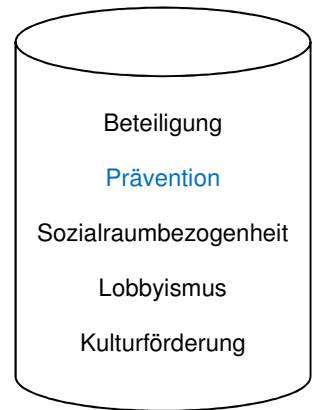 Beteiligung
Prävention
Sozialraumbezogenheit
Lobbyismus
Kulturförderung